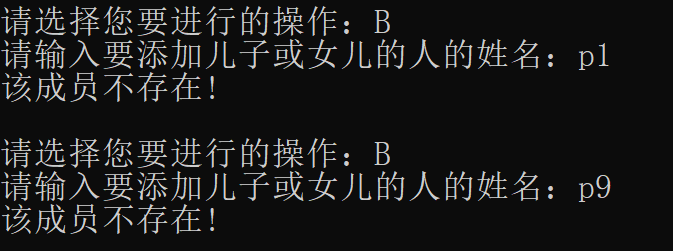 请选择您要进行的操作：B
请输入要添加儿子或女儿的人的姓名：p1
该成员不存在!
请选择您要进行的操作：B
请输入要添加儿子或女儿的人的姓名：p9
该成员不存在!